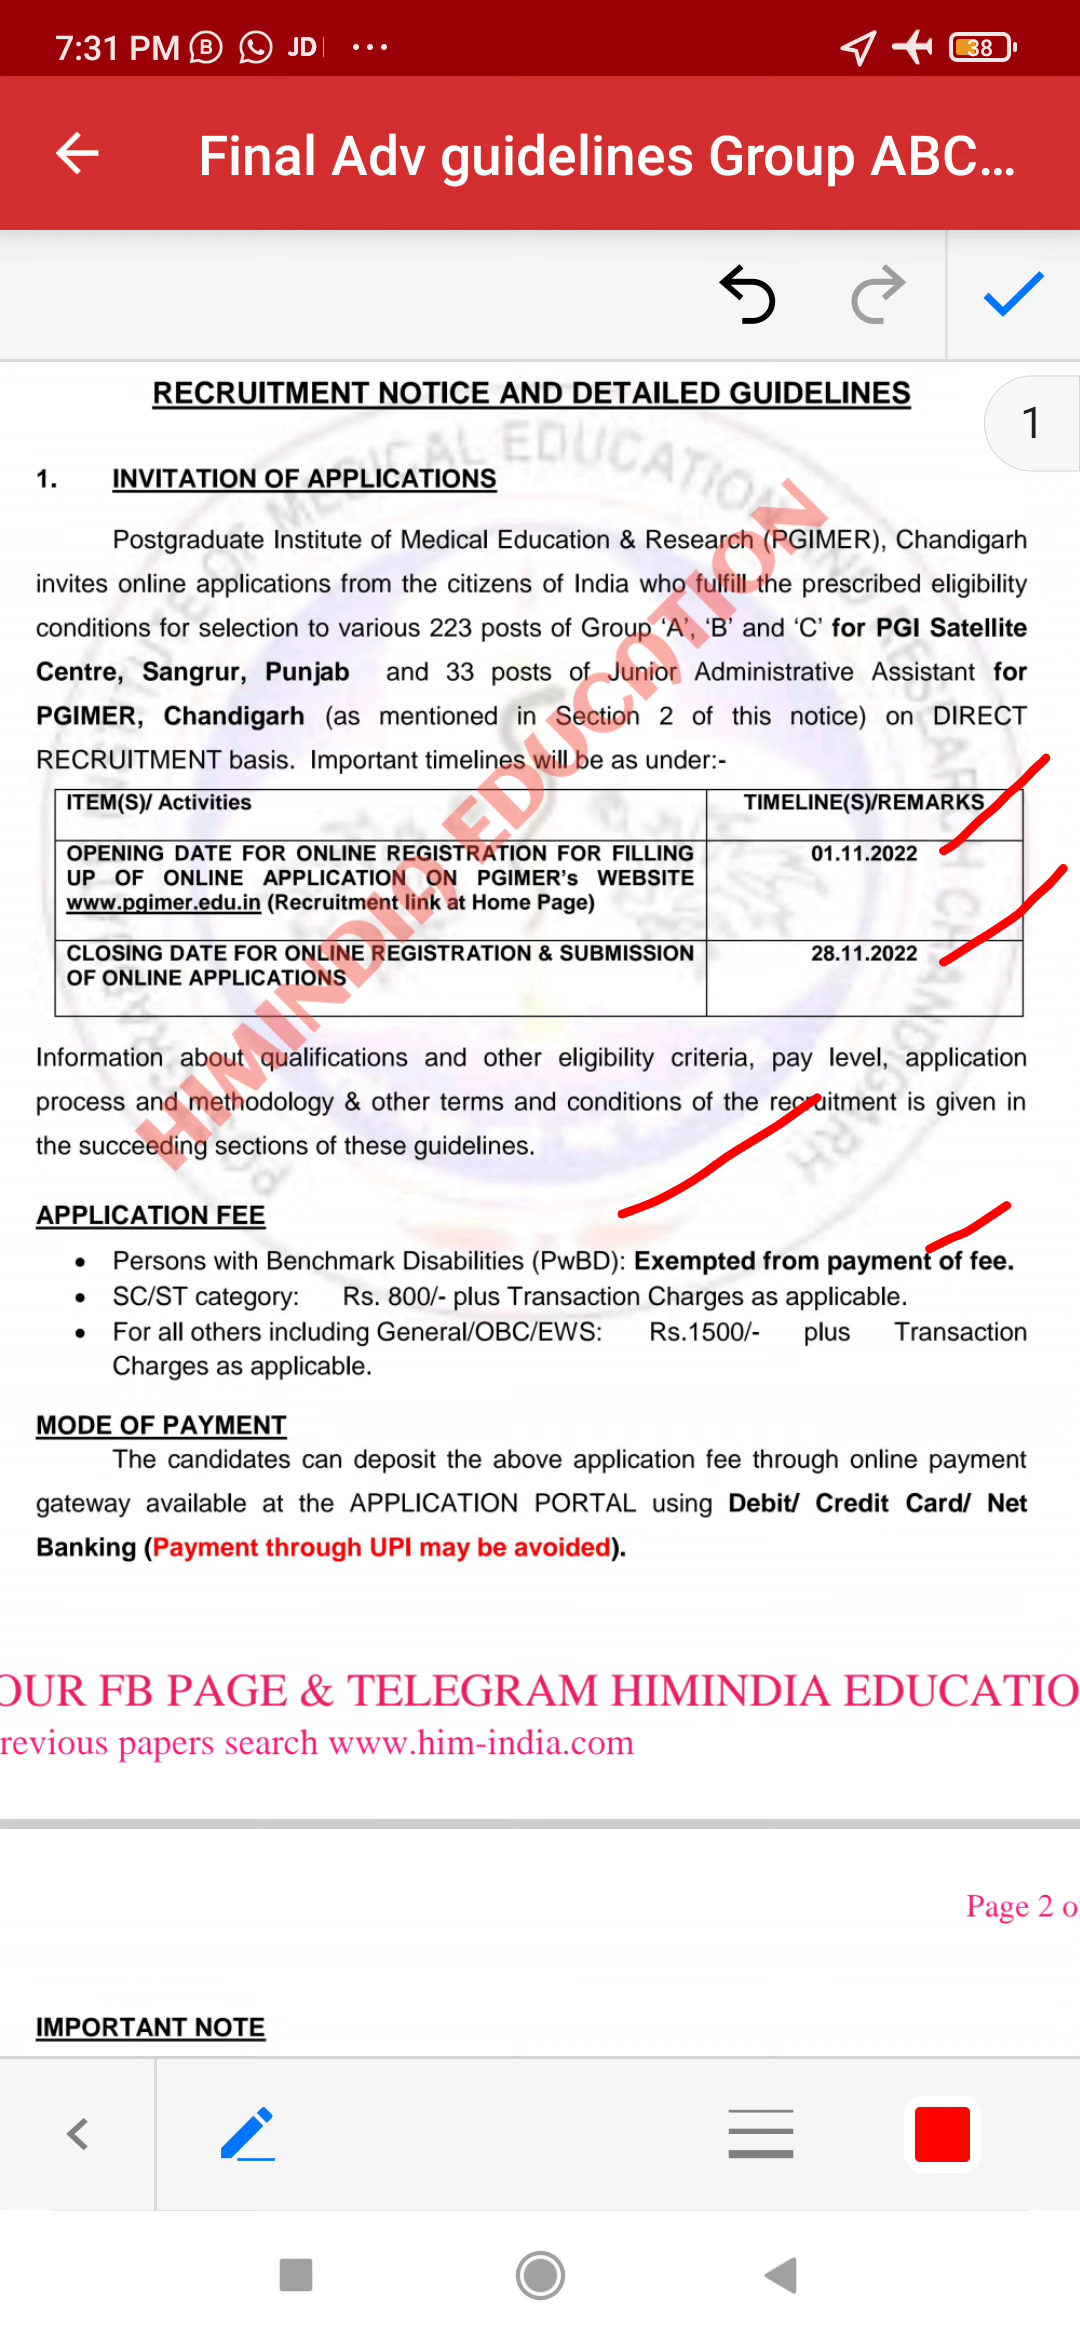 7:31 PM B JD ...
38
Final Adv guidelines Group ABC...
RECRUITMENT NOTICE AND DETAILED GUIDELINES
1
1. INVITATION OF APPLICATIONS
Postgraduate Institute of Medical Education & Research (PGIMER), Chandigarh
invites online applications from the citizens of India who fulfill the prescribed eligibility
conditions for selection to various 223 posts of Group ‘A’, ‘B’ and ‘C’ for PGI Satellite
Centre, Sangrur, Punjab and 33 posts of Junior Administrative Assistant for
PGIMER, Chandigarh (as mentioned in Section 2 of this notice) on DIRECT
RECRUITMENT basis. Important timelines will be as under:-
ITEM(S)/ Activities TIMELINE(S)/REMARKS
OPENING DATE FOR ONLINE REGISTRATION FOR FILLING 01.11.2022
UP OF ONLINE APPLICATION ON PGIMER's WEBSITE
www.pgimer.edu.in (Recruitment link at Home Page)
CLOSING DATE FOR ONLINE REGISTRATION & SUBMISSION 28.11.2022
OF ONLINE APPLICATIONS
HIMINDIA EDUCATION
Information about qualifications and other eligibility criteria, pay level, application
process and methodology & other terms and conditions of the recruitment is given in
the succeeding sections of these guidelines.
APPLICATION FEE
• Persons with Benchmark Disabilities (PwBD): Exempted from payment of fee.
• SC/ST category: Rs. 800/- plus Transaction Charges as applicable.
• For all others including General/OBC/EWS: Rs.1500/- plus Transaction
Charges as applicable.
MODE OF PAYMENT
The candidates can deposit the above application fee through online payment
gateway available at the APPLICATION PORTAL using Debit/ Credit Card/ Net
Banking (Payment through UPI may be avoided).
OUR FB PAGE & TELEGRAM HIMINDIA EDUCATIO
revious papers search www.him-india.com
Page 2 o
IMPORTANT NOTE